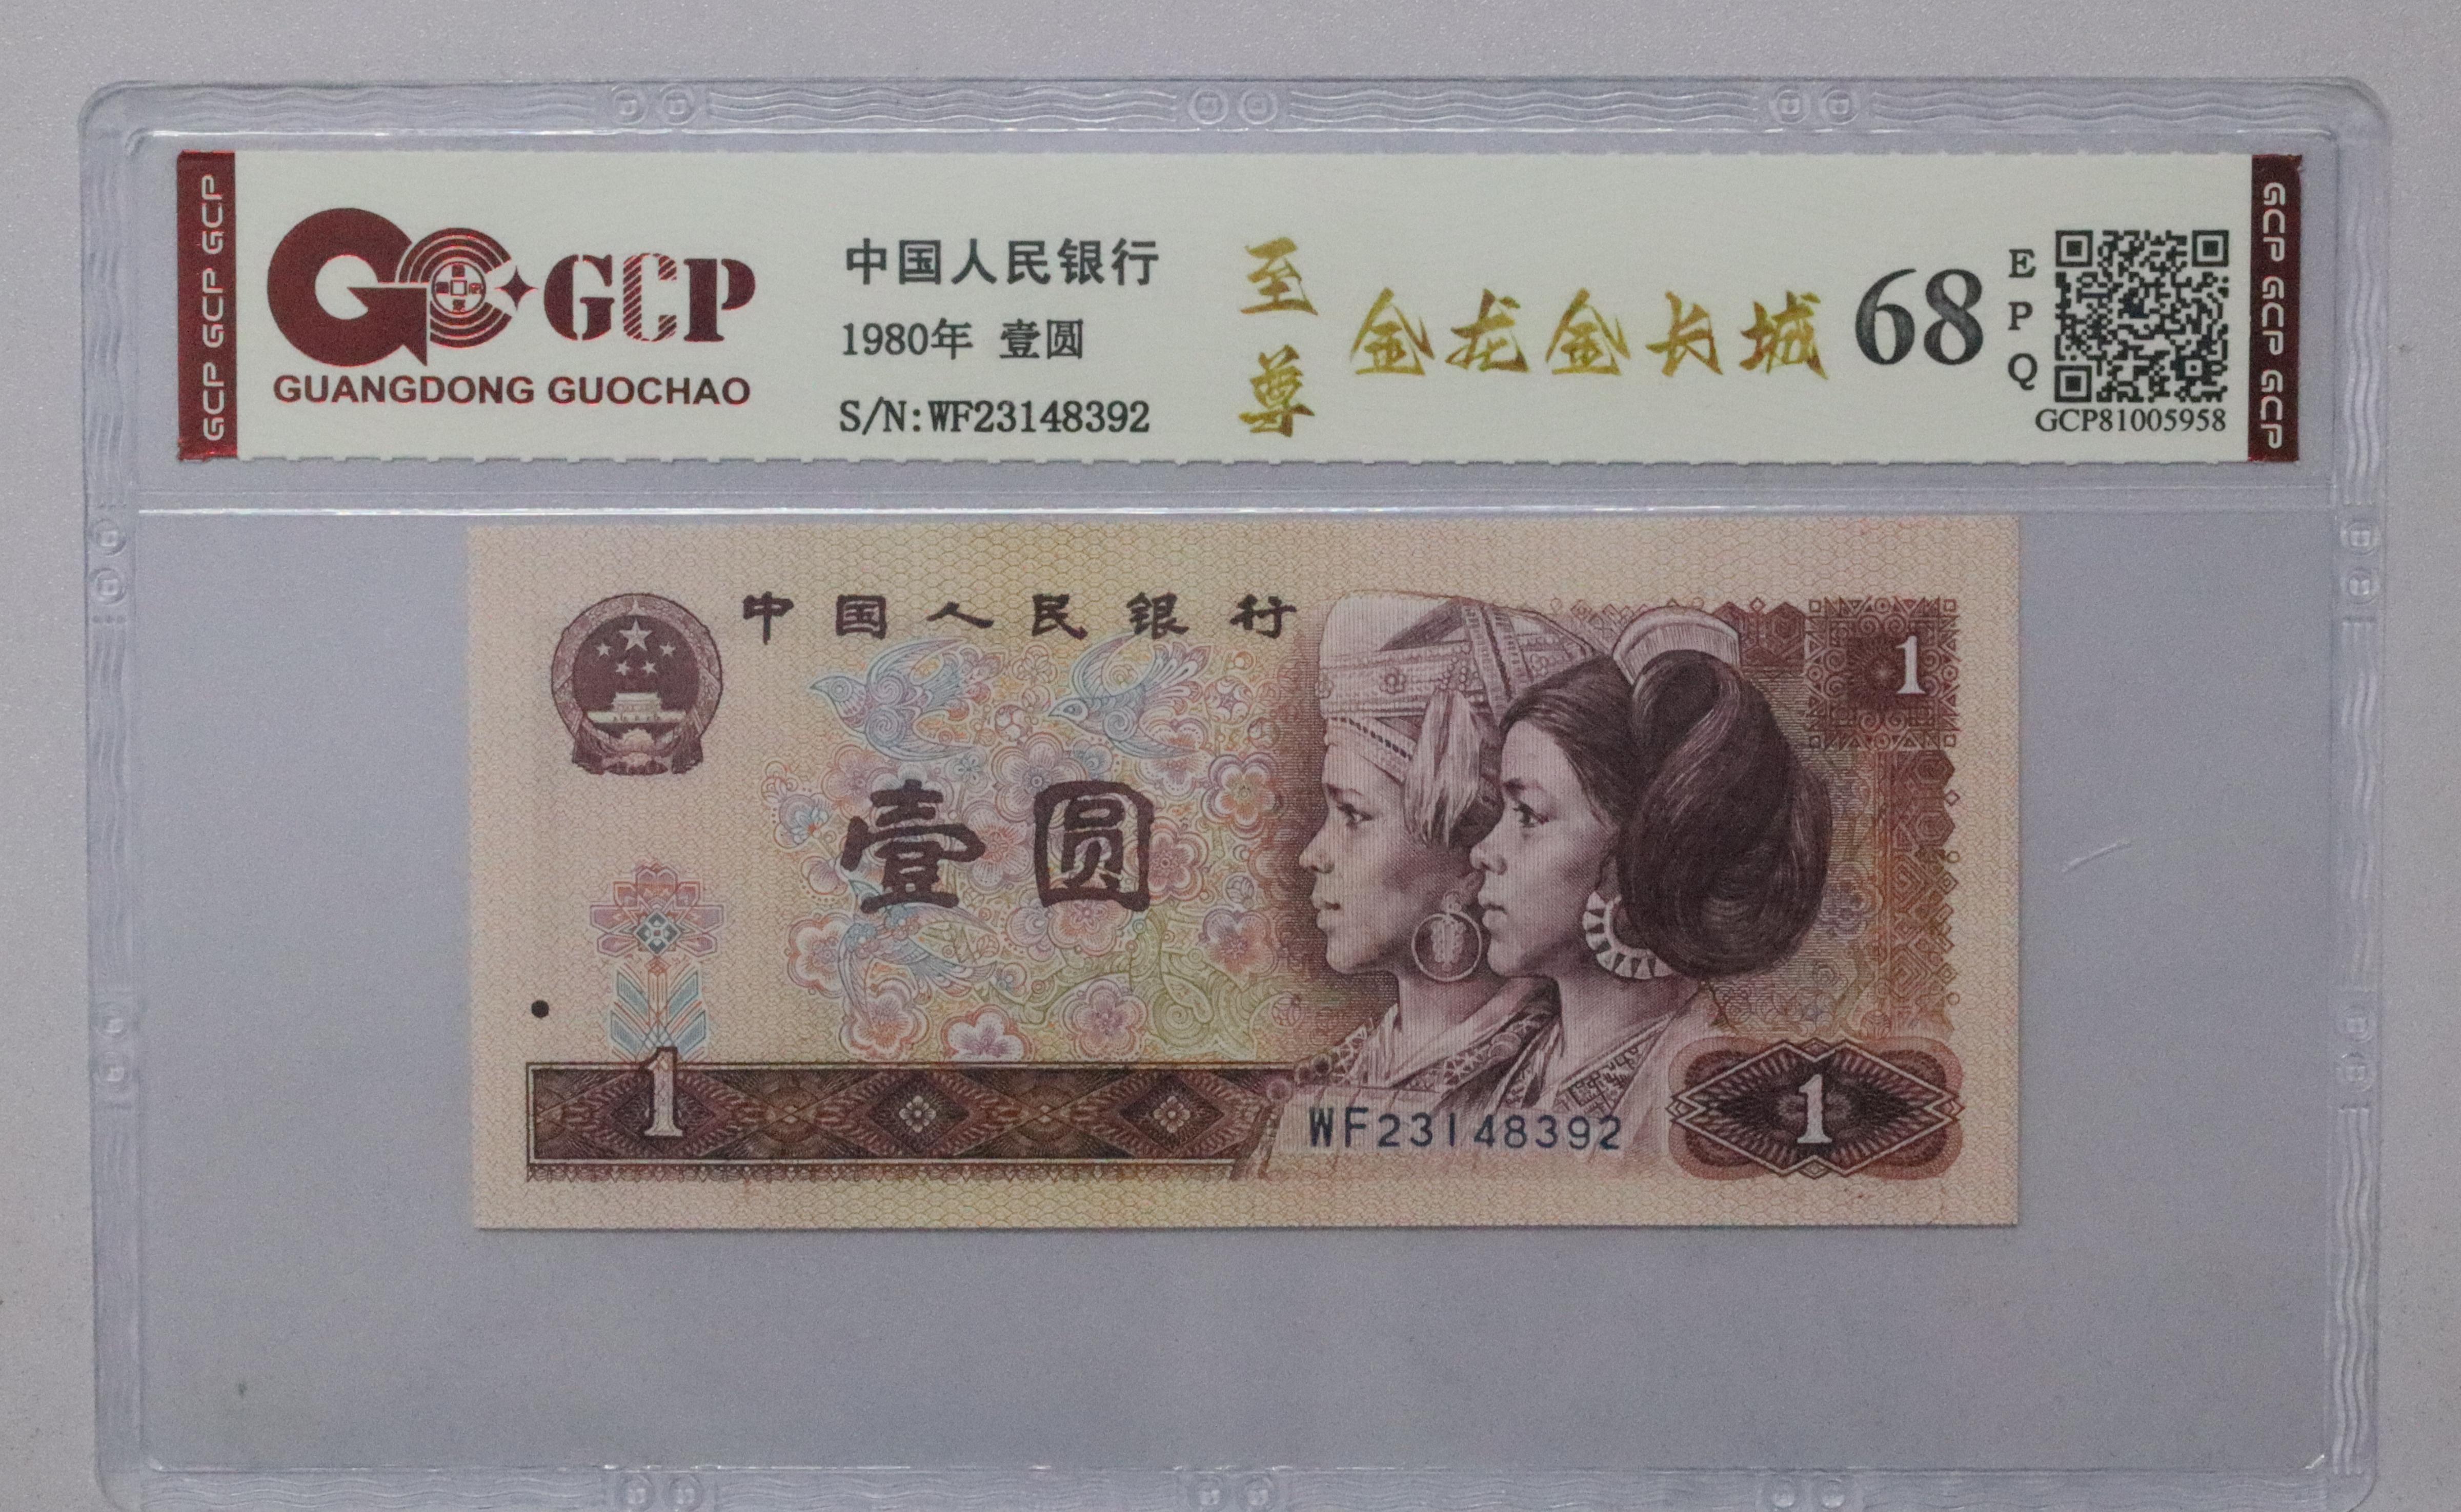 GCP GCP GCP
GCP
GUANGDONG GUOCHAO
中国人民银行
1980年 壹圆
S/N:WF23148392
至尊
金龙金长城
68
EPQ
GCP81005958
GCP GCP GCP
中国人民银行
1
壹圆
1
WF23148392
1